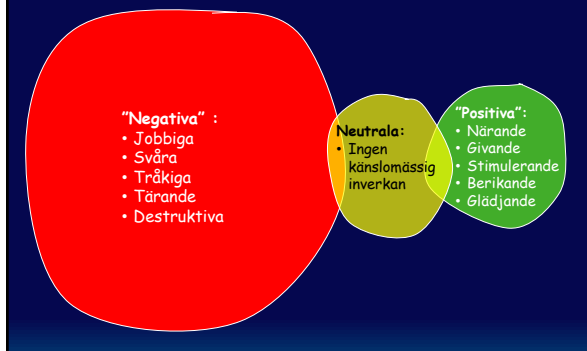 ”Negativa” :
• Jobbiga
• Svåra
• Tråkiga
• Tärande
• Destruktiva
Neutrala:
• Ingen
känslomässig
inverkan
”Positiva”:
• Närande
• Givande
• Stimulerande
• Berikande
• Glädjande